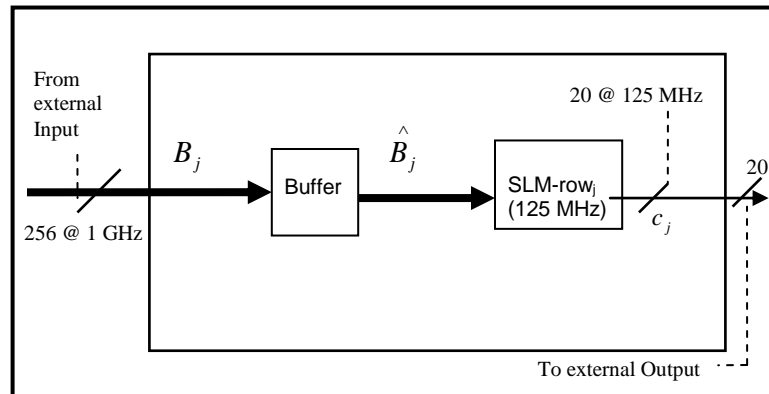 From
external
Input
20 @ 125 MHz
B_j
B̂_j
20
Buffer
SLM-row_j
(125 MHz)
256 @ 1 GHz
c_j
To external Output